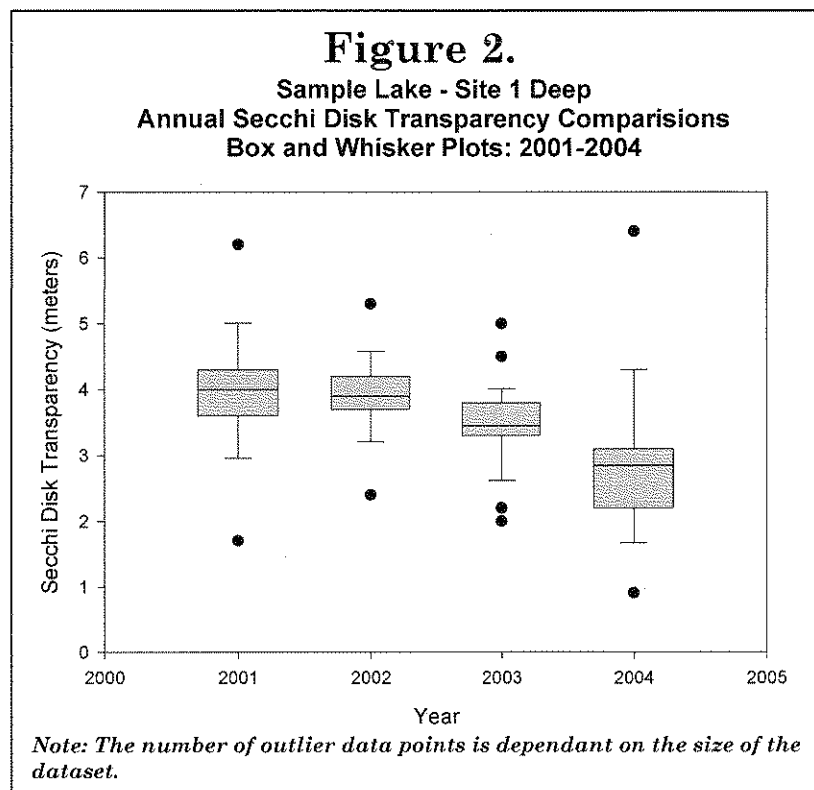 Figure 2.
Sample Lake - Site 1 Deep
Annual Secchi Disk Transparency Comparisions
Box and Whisker Plots: 2001-2004
Secchi Disk Transparency (meters)
7
6
5
4
3
2
1
0
2000 2001 2002 2003 2004 2005
Year
Note: The number of outlier data points is dependant on the size of the
dataset.